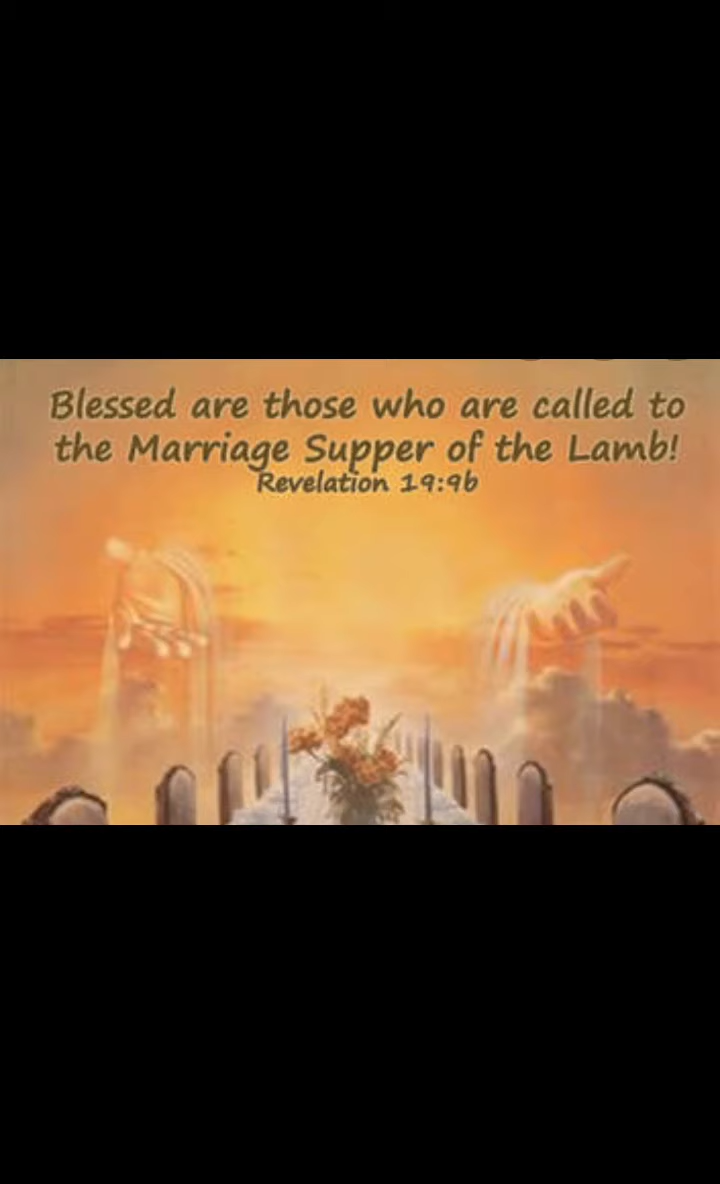 Blessed are those who are called to
the Marriage Supper of the Lamb!
Revelation 19:9b